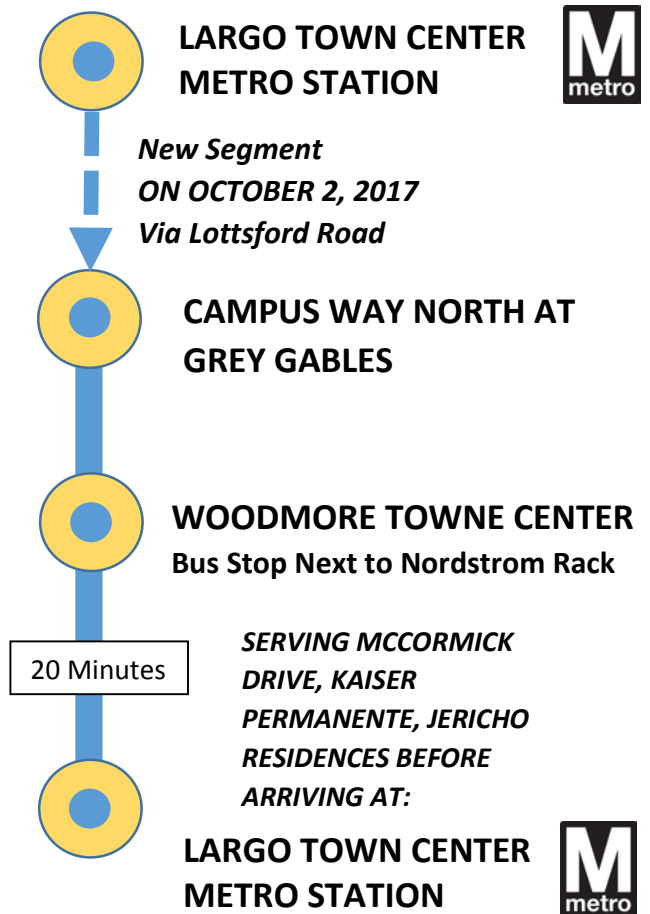 LARGO TOWN CENTER
METRO STATION
M
metro
New Segment
ON OCTOBER 2, 2017
Via Lottsford Road
CAMPUS WAY NORTH AT
GREY GABLES
WOODMORE TOWNE CENTER
Bus Stop Next to Nordstrom Rack
20 Minutes
SERVING MCCORMICK
DRIVE, KAISER
PERMANENTE, JERICHO
RESIDENCES BEFORE
ARRIVING AT:
LARGO TOWN CENTER
METRO STATION
M
metro